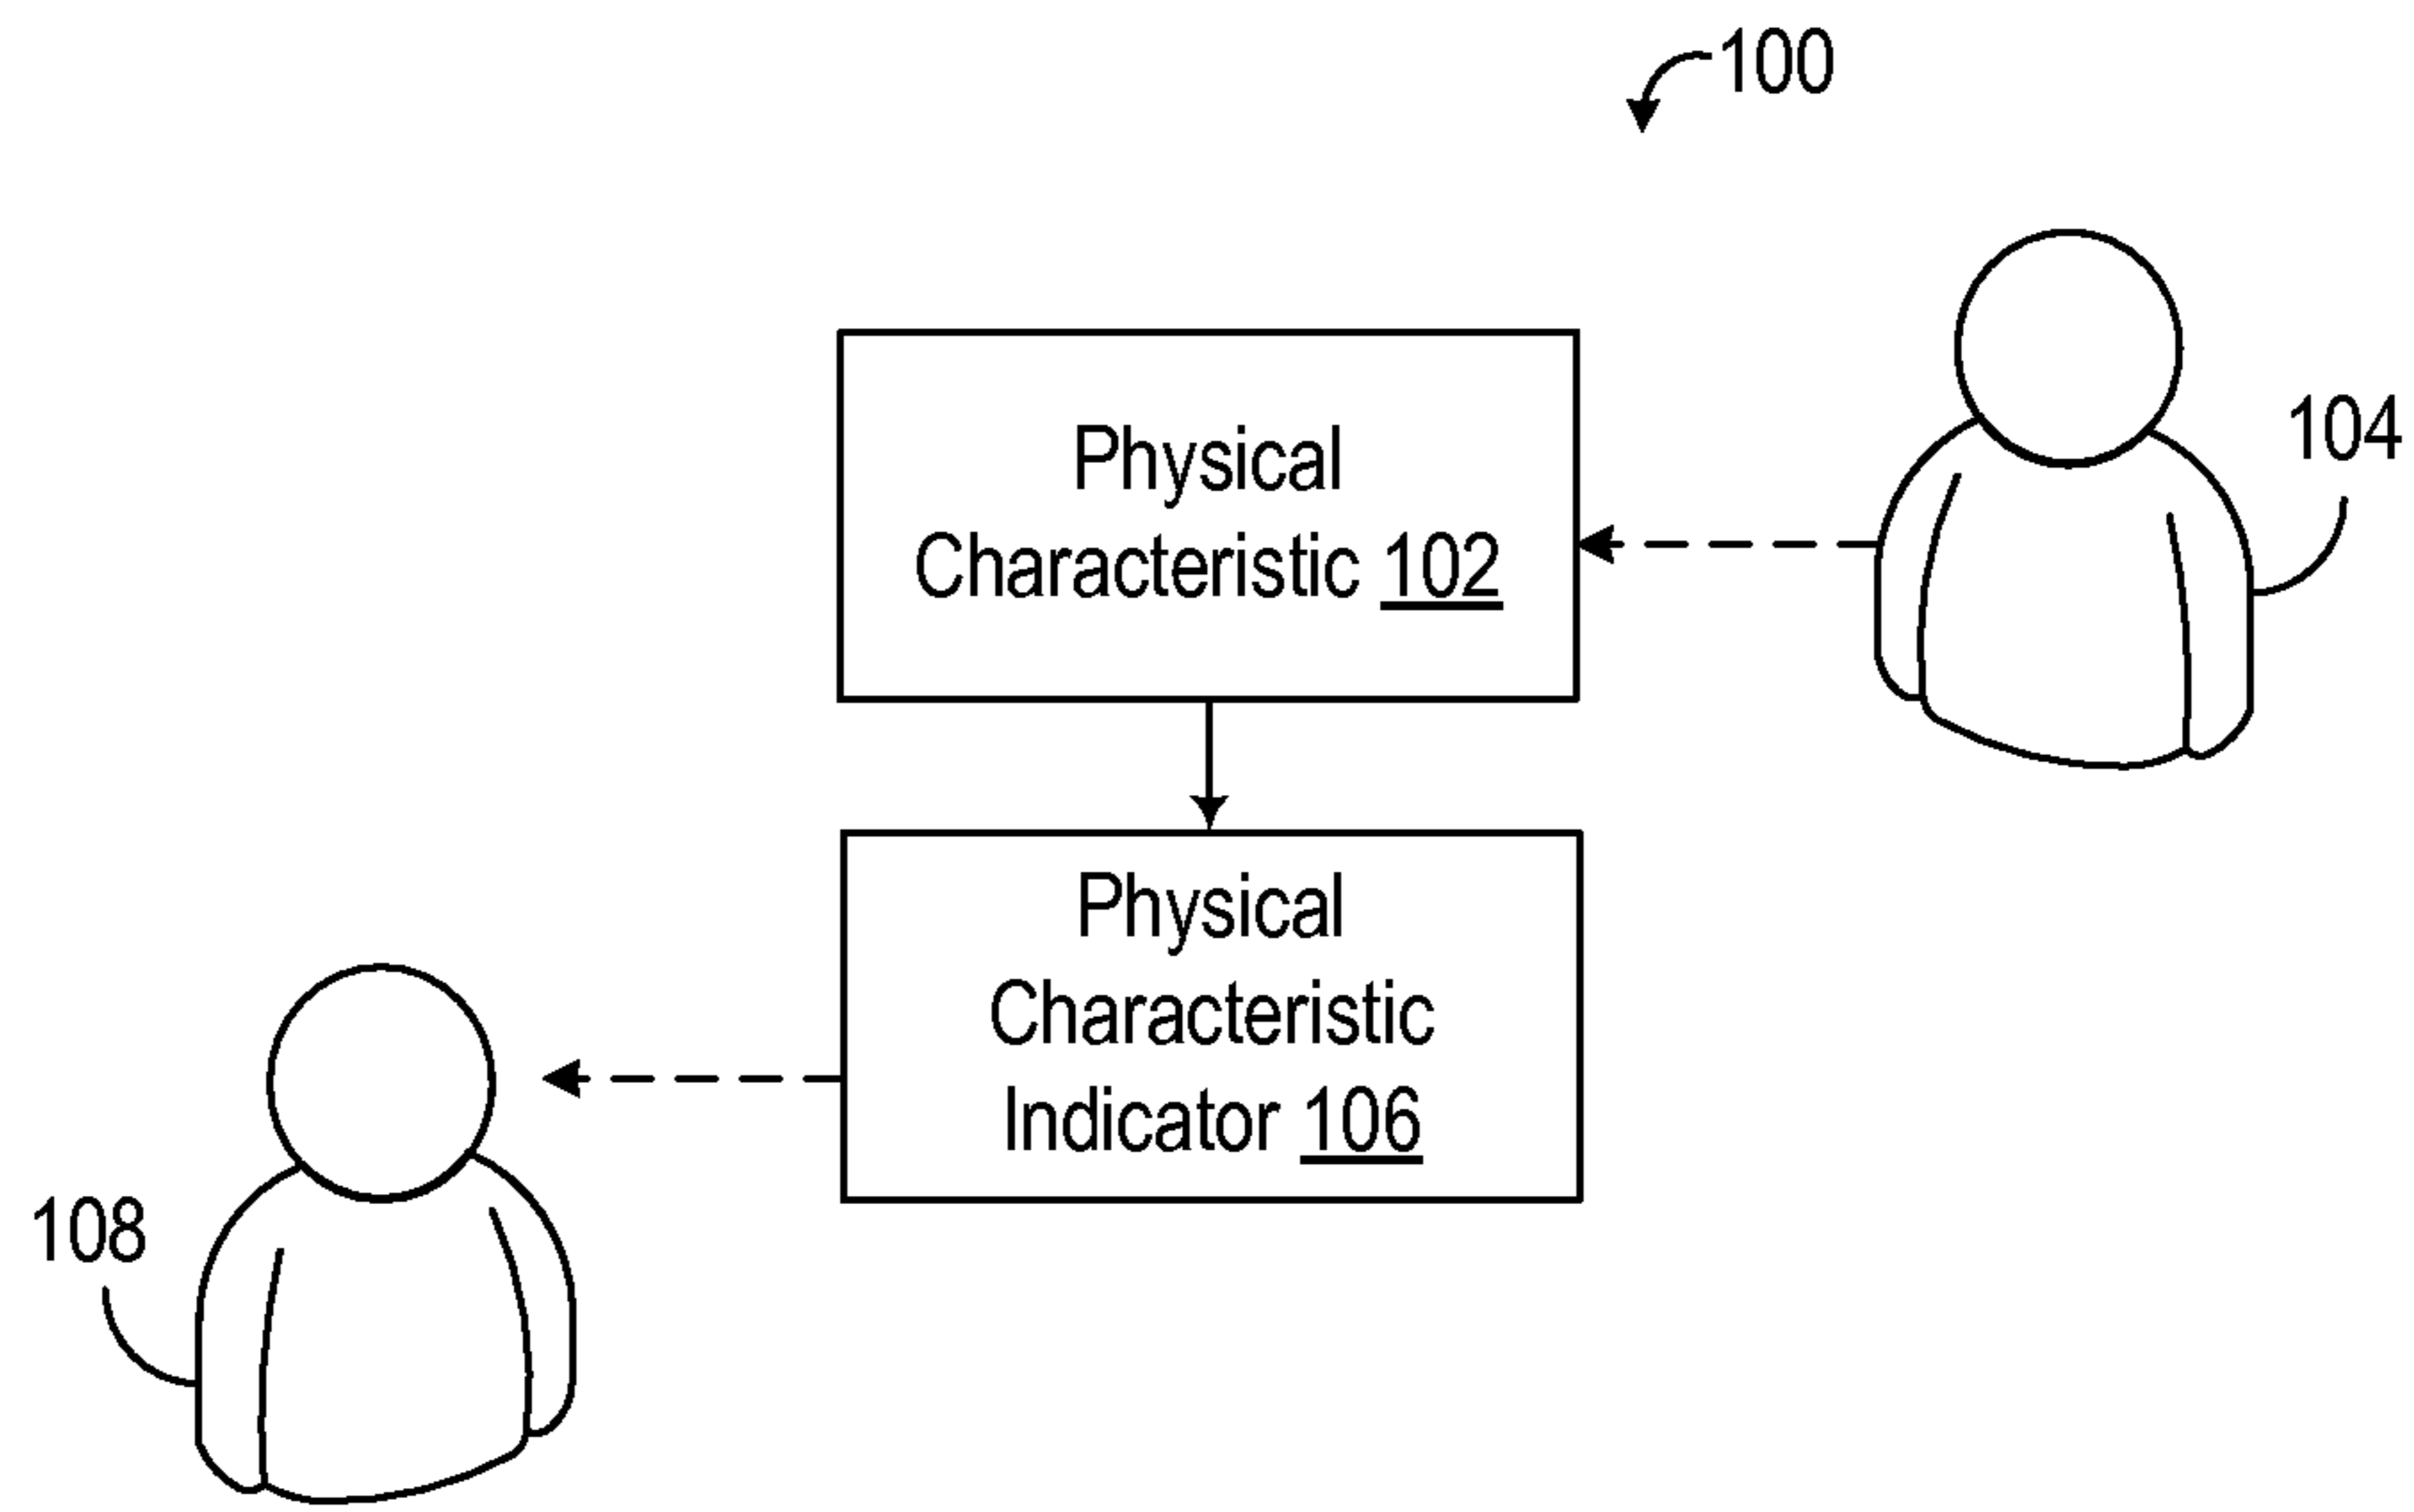 100
Physical
Characteristic 102
104
Physical
Characteristic
Indicator 106
108